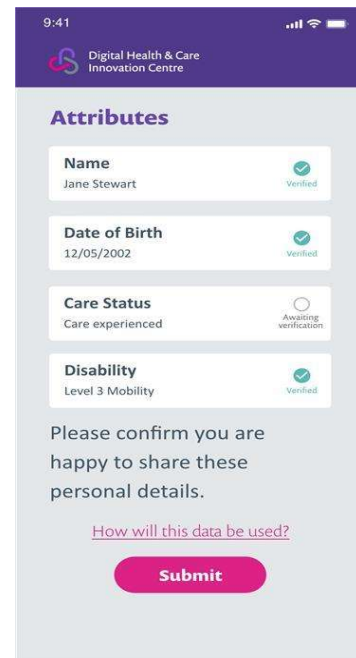 9:41
Digital Health & Care
Innovation Centre
Attributes
Name
Jane Stewart
Verified
Date of Birth
12/05/2002
Verified
Care Status
Care experienced
Awaiting
verification
Disability
Level 3 Mobility
Verified
Please confirm you are
happy to share these
personal details.
How will this data be used?
Submit